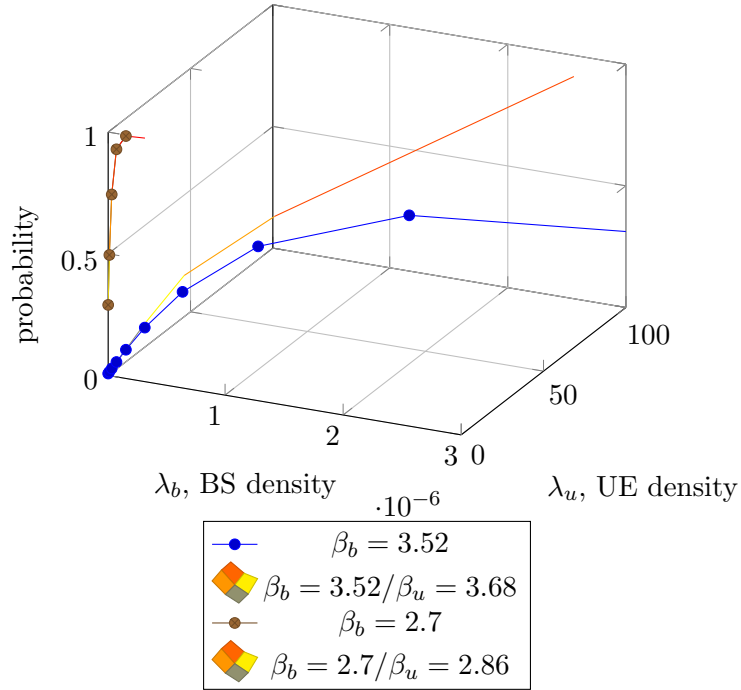 1
0.5
0
probability
1
2
3
0
50
100
λ_b, BS density
λ_u, UE density
·10^{-6}
β_b = 3.52
β_b = 3.52/β_u = 3.68
β_b = 2.7
β_b = 2.7/β_u = 2.86